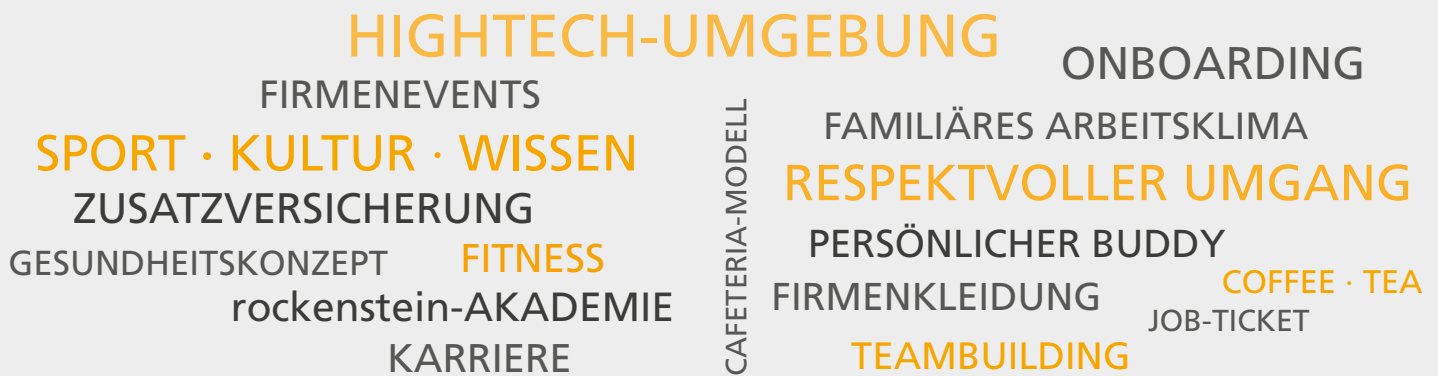 HIGHTECH-UMGEBUNG
ONBOARDING
FIRMENEVENTS
FAMILIÄRES ARBEITSKLIMA
SPORT · KULTUR · WISSEN
RESPEKTVOLLER UMGANG
ZUSATZVERSICHERUNG
CAFETERIA-MODELL
PERSÖNLICHER BUDDY
GESUNDHEITSKONZEPT
FITNESS
COFFEE · TEA
rockenstein-AKADEMIE
FIRMENKLEIDUNG
JOB-TICKET
KARRIERE
TEAMBUILDING